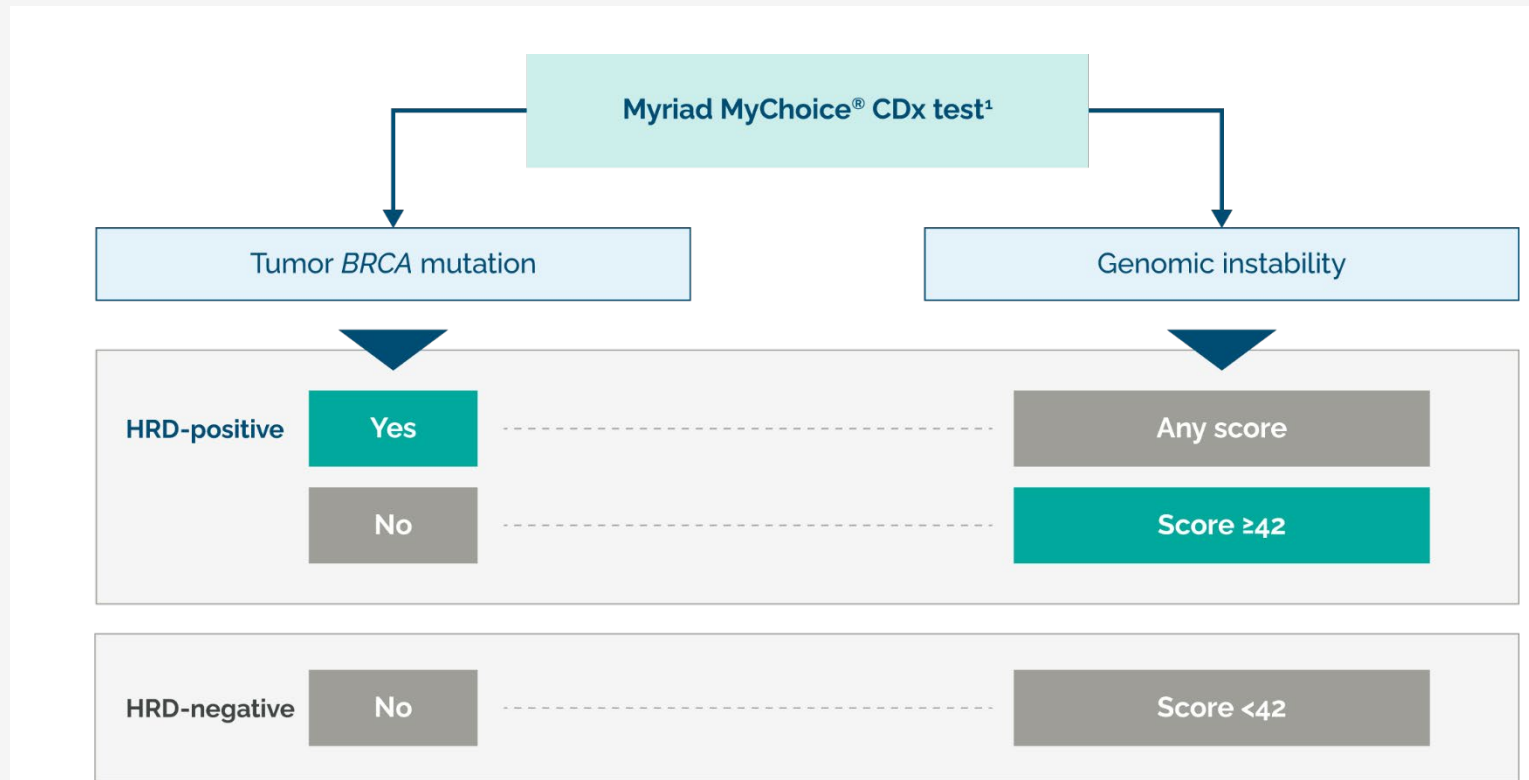 Myriad MyChoice® CDx test¹
Tumor BRCA mutation
Genomic instability
HRD-positive
Yes
Any score
No
Score ≥42
HRD-negative
No
Score <42